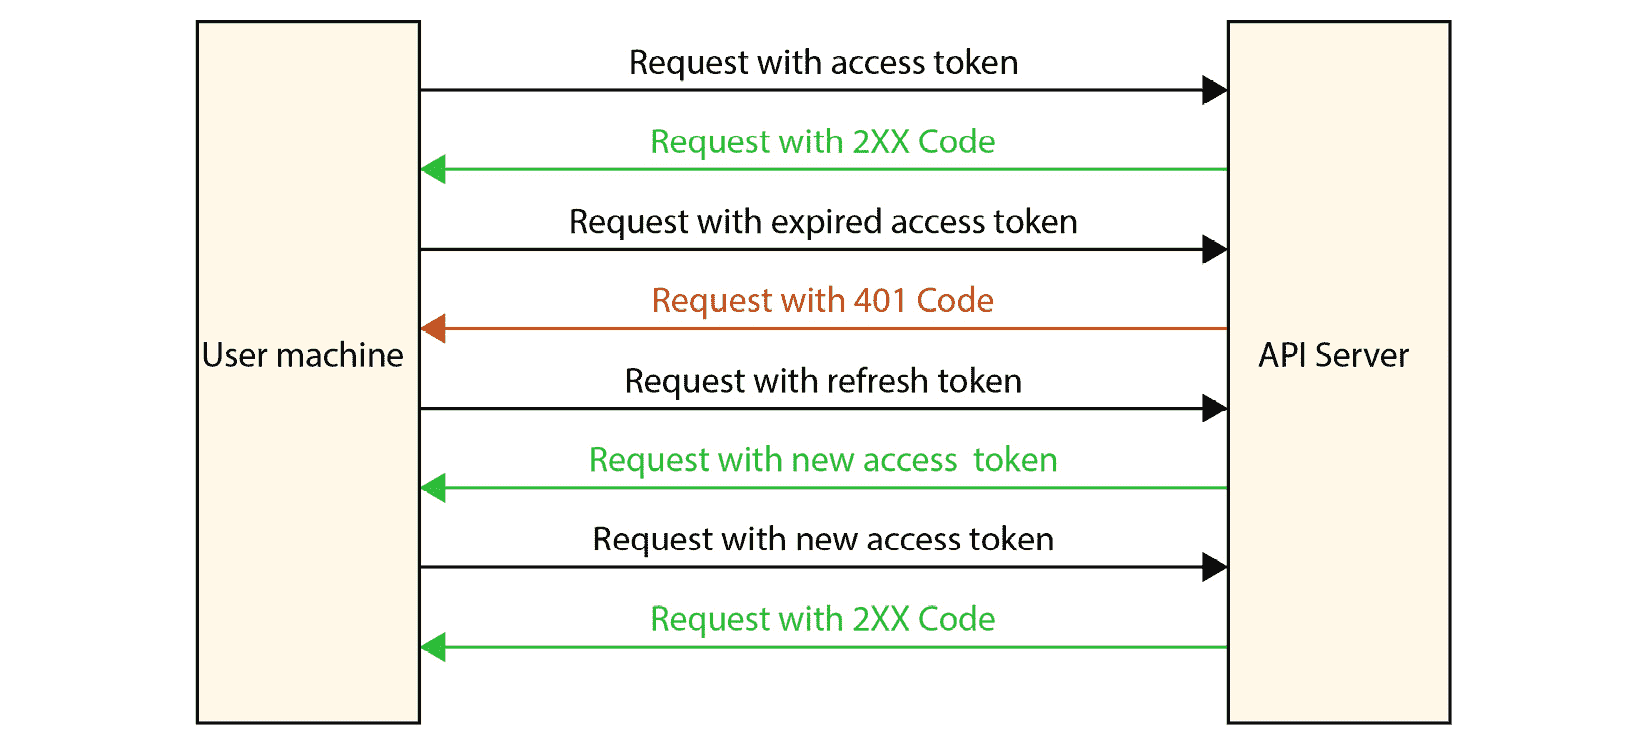 Request with access token
Request with 2XX Code
Request with expired access token
Request with 401 Code
User machine
API Server
Request with refresh token
Request with new access  token
Request with new access token
Request with 2XX Code